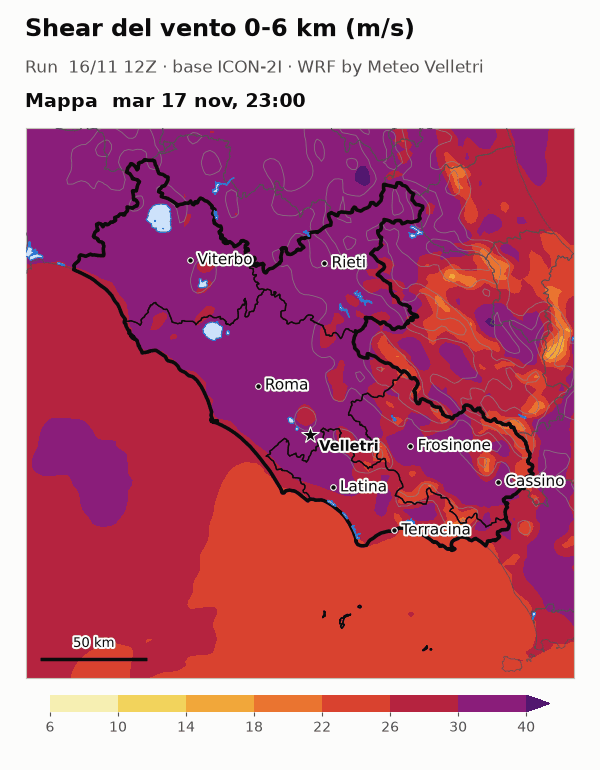 Shear del vento 0-6 km (m/s)
Run 16/11 12Z · base ICON-2I · WRF by Meteo Velletri
Mappa mar 17 nov, 23:00
Viterbo
Rieti
Roma
Velletri
Frosinone
Latina
Cassino
Terracina
50 km
6 10 14 18 22 26 30 40